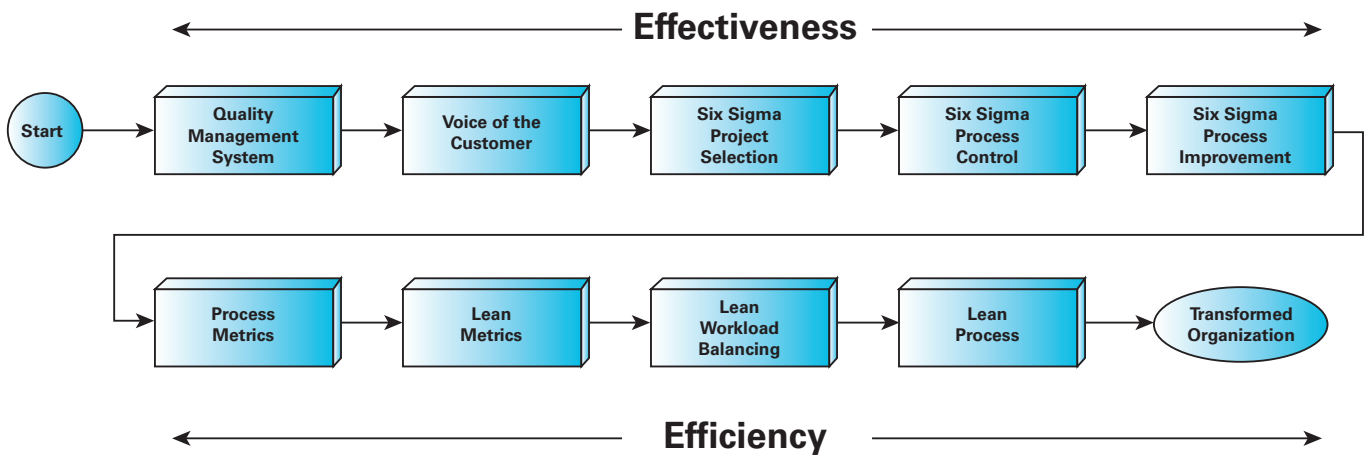 Effectiveness
Start
Quality
Management
System
Voice of the
Customer
Six Sigma
Project
Selection
Six Sigma
Process
Control
Six Sigma
Process
Improvement
Process
Metrics
Lean
Metrics
Lean
Workload
Balancing
Lean
Process
Transformed
Organization
Efficiency